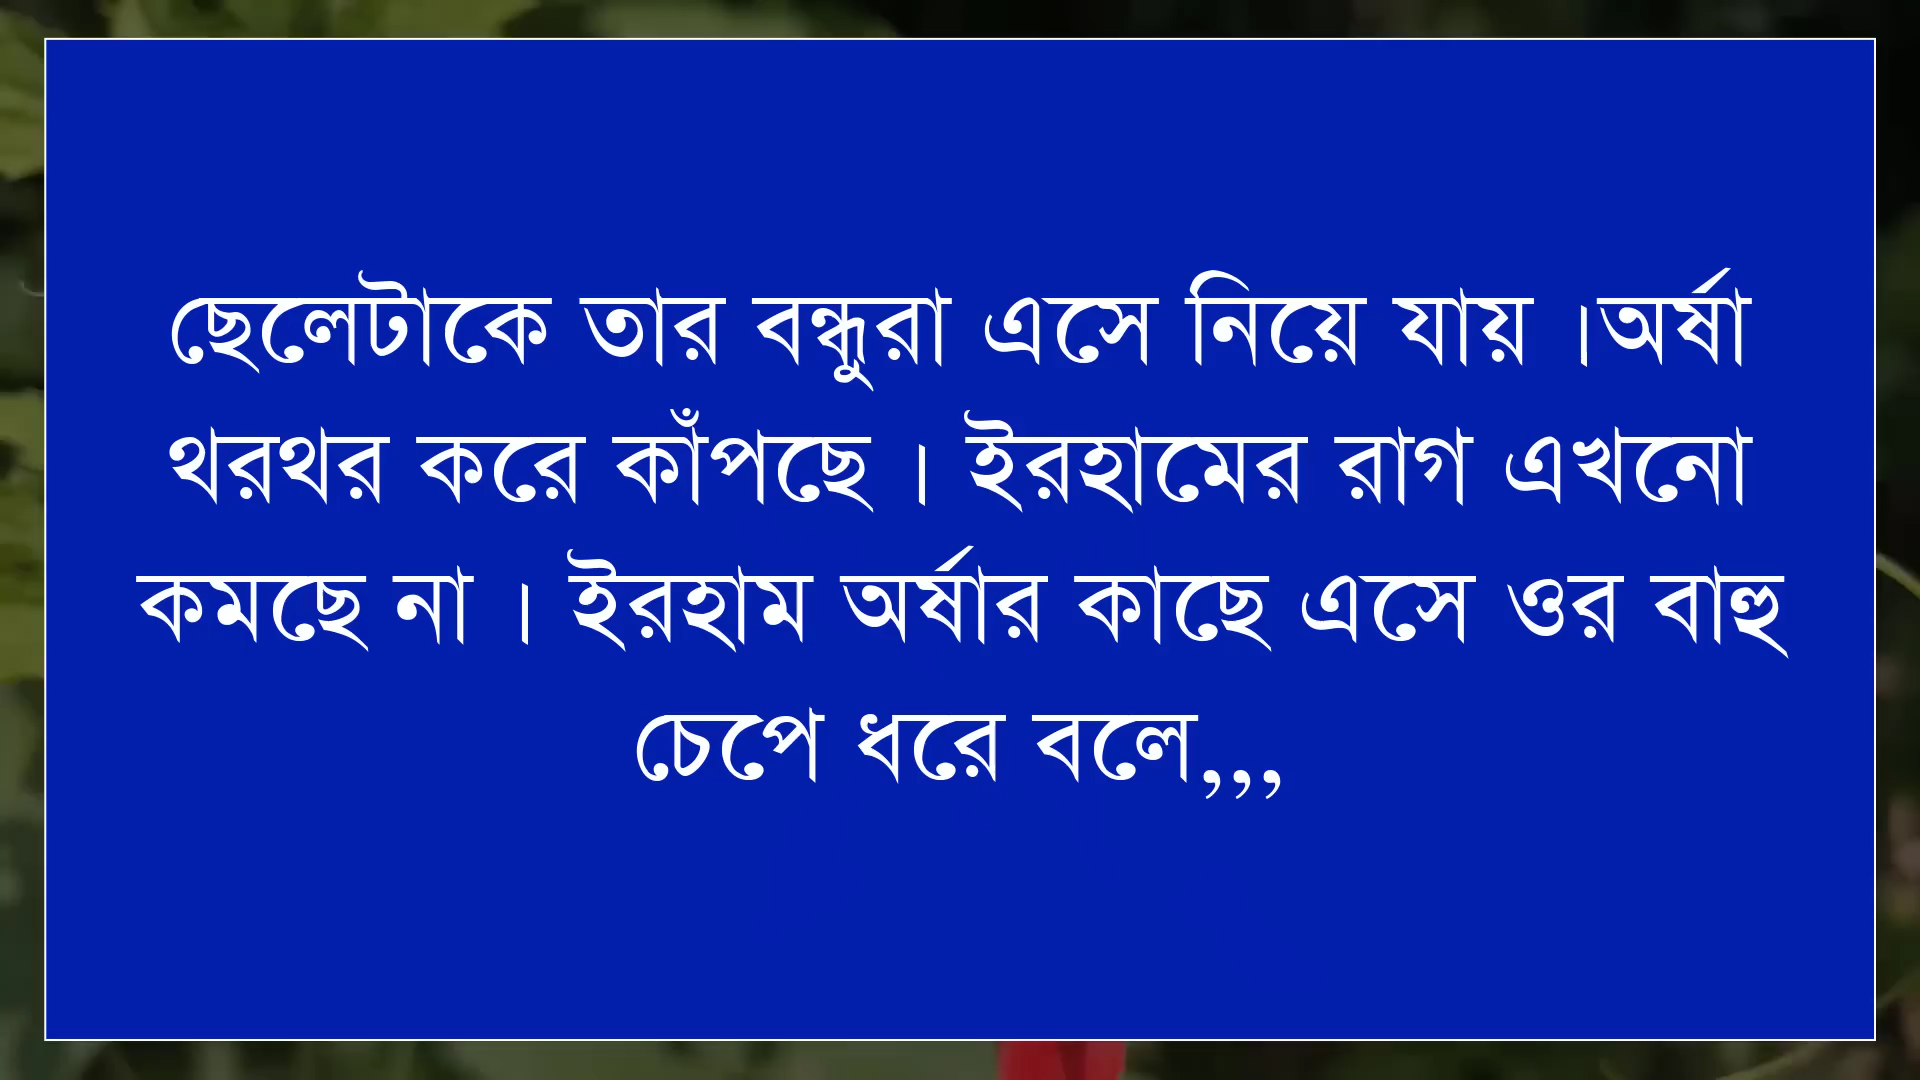 ছেলেটাকে তার বন্ধুরা এসে নিয়ে যায় ।অর্ষা
থরথর করে কাঁপছে । ইরহামের রাগ এখনো
কমছে না । ইরহাম অর্ষার কাছে এসে ওর বাহু
চেপে ধরে বলে,,,